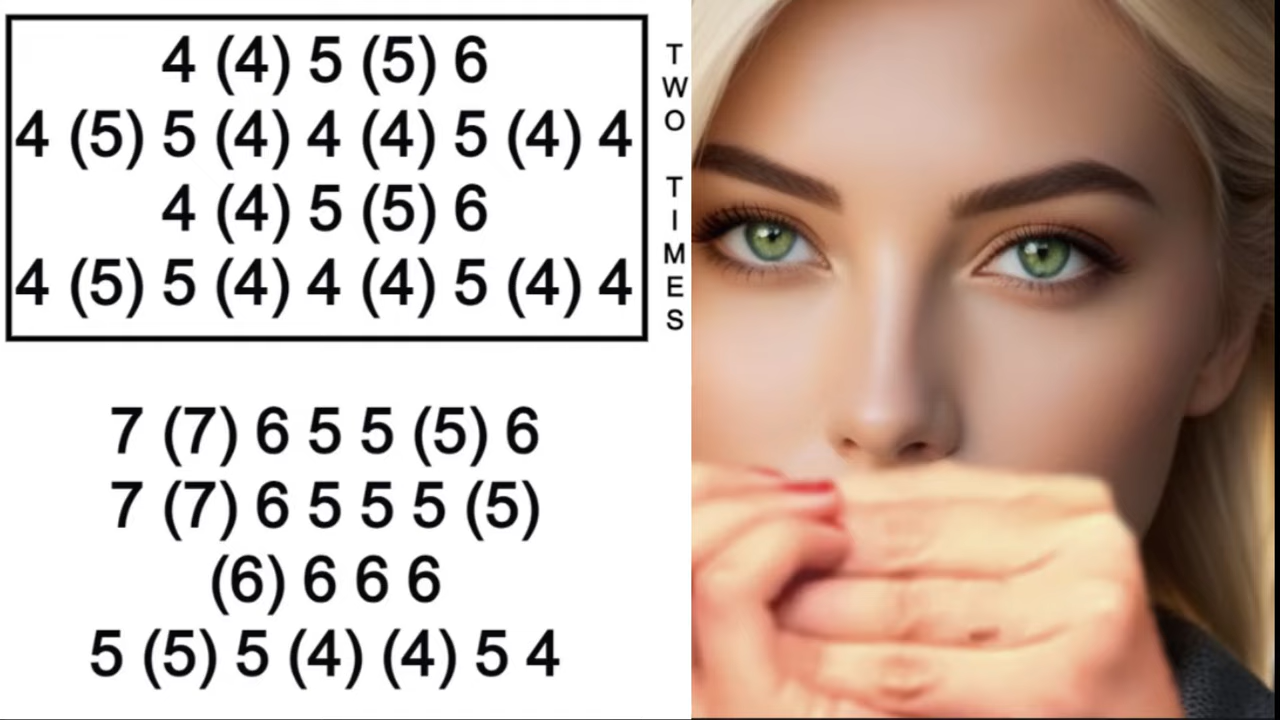 4 (4) 5 (5) 6
4 (5) 5 (4) 4 (4) 5 (4) 4
4 (4) 5 (5) 6
4 (5) 5 (4) 4 (4) 5 (4) 4
TWO TIMES
7 (7) 6 5 5 (5) 6
7 (7) 6 5 5 5 (5)
(6) 6 6 6
5 (5) 5 (4) (4) 5 4